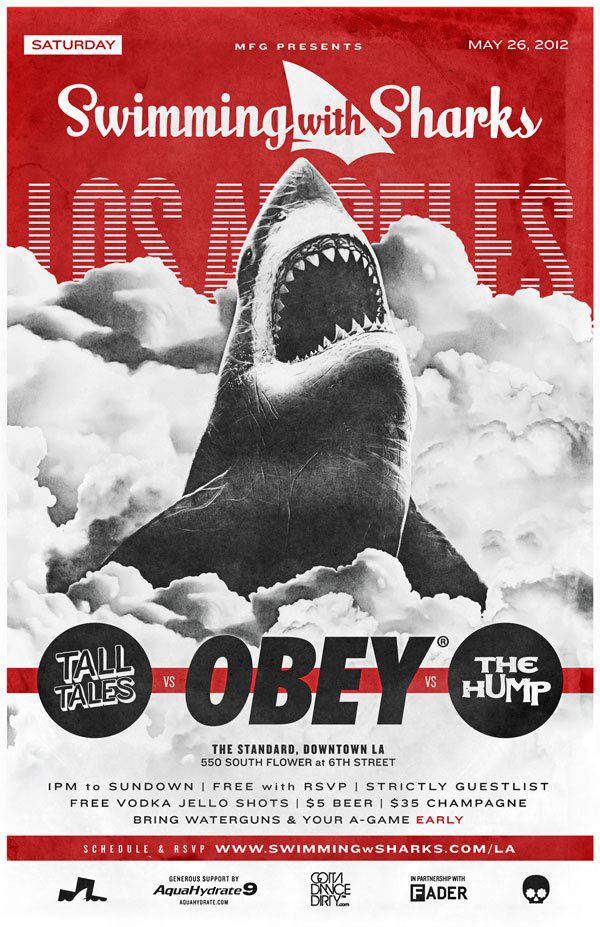 SATURDAY
MFG PRESENTS
MAY 26, 2012
Swimming with Sharks
LOS ANGELES
TALL TALES
VS
OBEY®
VS
THE HUMP
THE STANDARD, DOWNTOWN LA
550 SOUTH FLOWER at 6TH STREET
1PM to SUNDOWN | FREE with RSVP | STRICTLY GUESTLIST
FREE VODKA JELLO SHOTS | $5 BEER | $35 CHAMPAGNE
BRING WATERGUNS & YOUR A-GAME EARLY
SCHEDULE & RSVP WWW.SWIMMINGwSHARKS.COM/LA
GENEROUS SUPPORT BY
AquaHydrate9
AQUAHYDRATE.COM
GOTTA
DANCE
DIRTY™
.com
IN PARTNERSHIP WITH
FADER